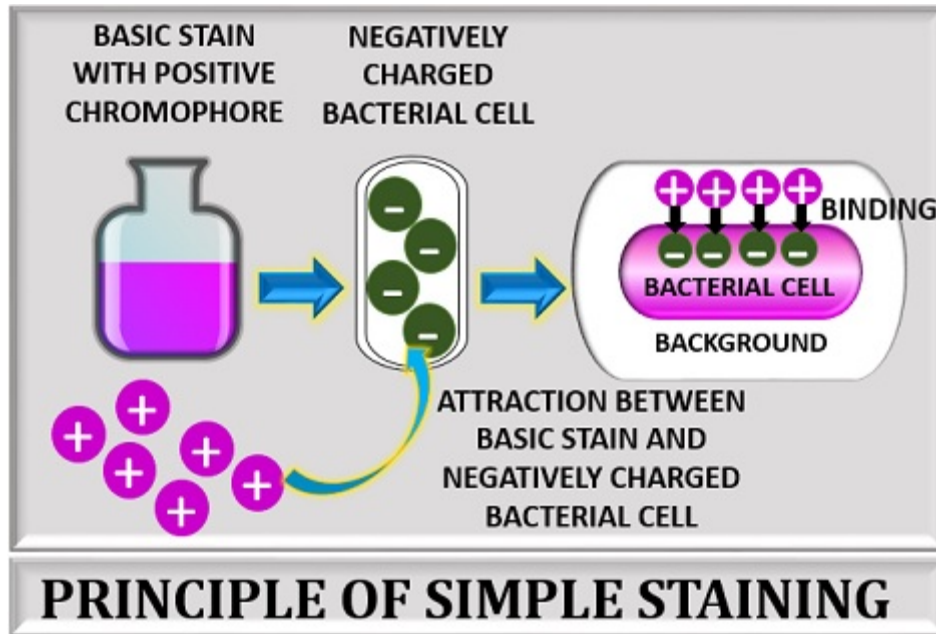 BASIC STAIN
WITH POSITIVE
CHROMOPHORE
NEGATIVELY
CHARGED
BACTERIAL CELL
BINDING
BACTERIAL CELL
BACKGROUND
ATTRACTION BETWEEN
BASIC STAIN AND
NEGATIVELY CHARGED
BACTERIAL CELL
PRINCIPLE OF SIMPLE STAINING